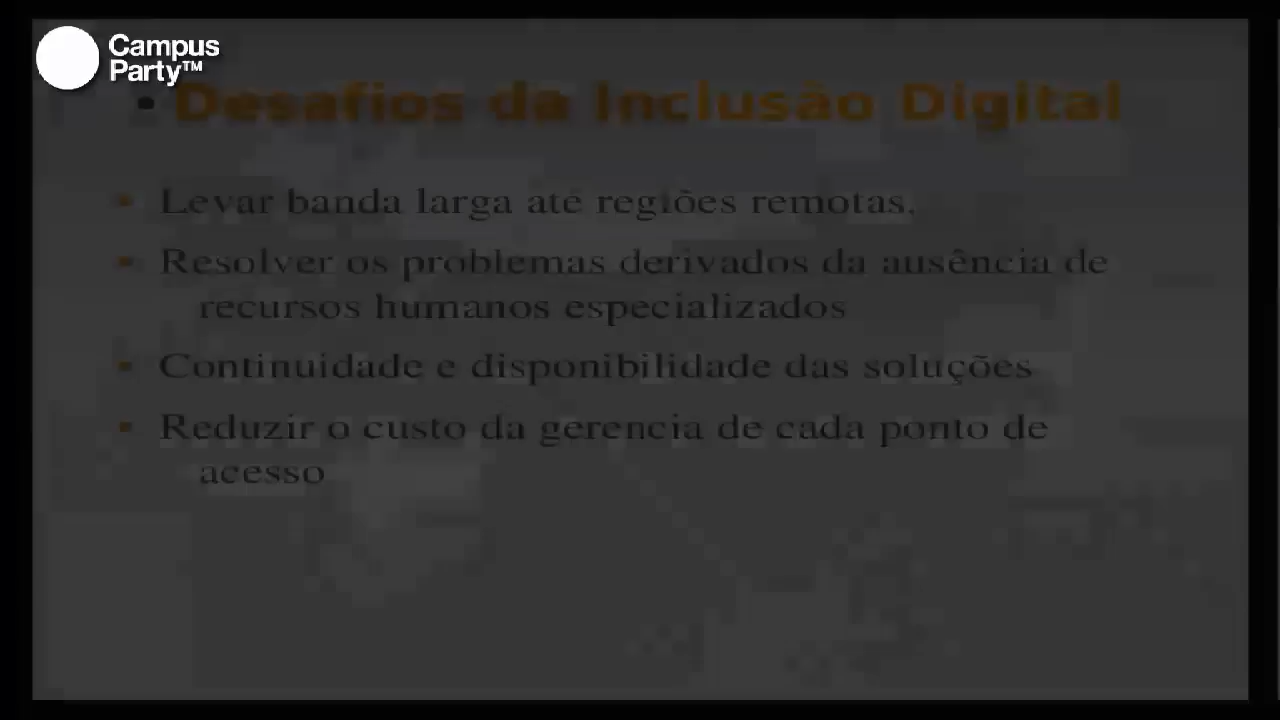 Campus
Party™
• Desafios da Inclusão Digital
Levar banda larga até regiões remotas.
Resolver os problemas derivados da ausência de
recursos humanos especializados
Continuidade e disponibilidade das soluções
Reduzir o custo da gerencia de cada ponto de
acesso